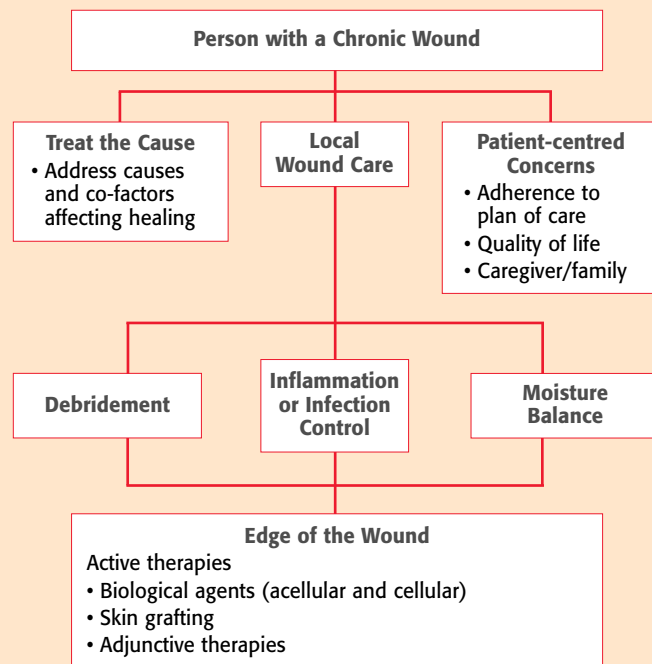 Person with a Chronic Wound
Treat the Cause
• Address causes
and co-factors
affecting healing
Local
Wound Care
Patient-centred
Concerns
• Adherence to
plan of care
• Quality of life
• Caregiver/family
Debridement
Inflammation
or Infection
Control
Moisture
Balance
Edge of the Wound
Active therapies
• Biological agents (acellular and cellular)
• Skin grafting
• Adjunctive therapies